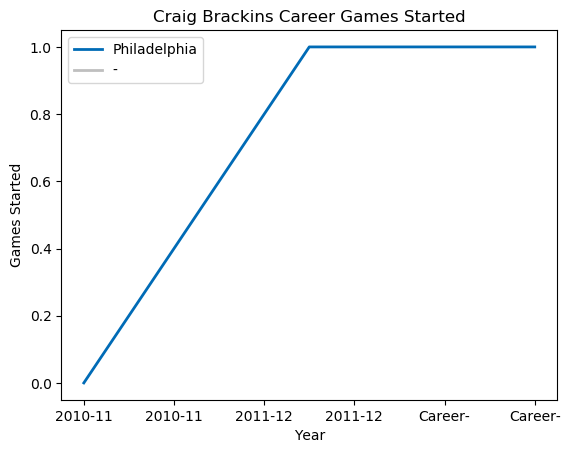 Craig Brackins Career Games Started
Philadelphia
-
1.0
0.8
0.6
0.4
0.2
0.0
Games Started
2010-11 2010-11 2011-12 2011-12 Career- Career-
Year